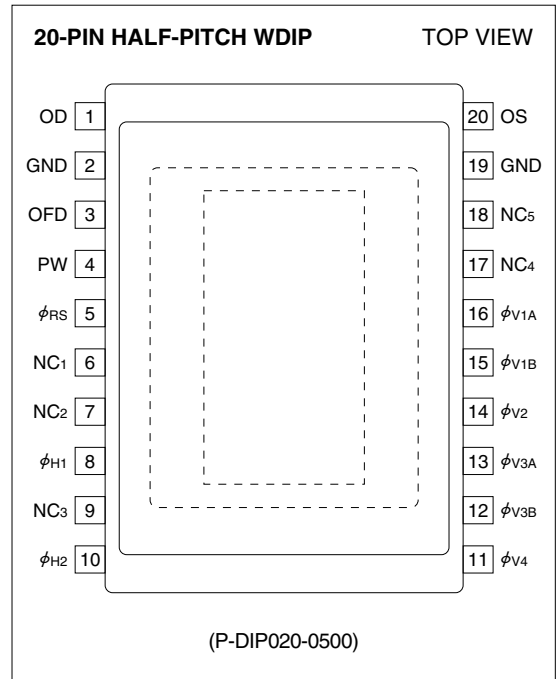 20-PIN HALF-PITCH WDIP TOP VIEW
OD 1 20 OS
GND 2 19 GND
OFD 3 18 NC5
PW 4 17 NC4
ϕRS 5 16 ϕV1A
NC1 6 15 ϕV1B
NC2 7 14 ϕV2
ϕH1 8 13 ϕV3A
NC3 9 12 ϕV3B
ϕH2 10 11 ϕV4
(P-DIP020-0500)